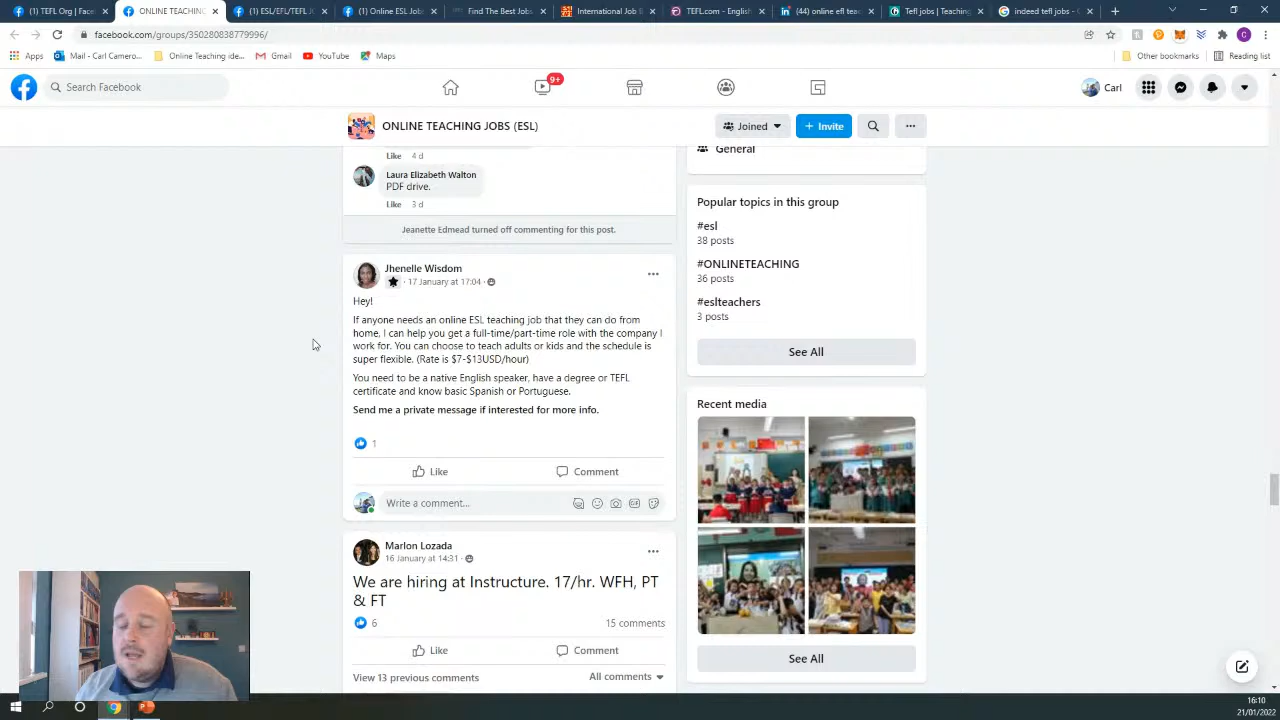 (1) TEFL Org | Face
ONLINE TEACHING
(1) ESL/EFL/TEFL JO
(1) Online ESL Jobs
Find The Best Jobs
International Job B
TEFL.com - English
(44) online efl teac
Tefl jobs | Teaching
indeed tefl jobs - G
facebook.com/groups/350280838779996/
Apps
Mail - Carl Camero...
Online Teaching ide...
Gmail
YouTube
Maps
Other bookmarks
Reading list
Search Facebook
9+
Carl
ONLINE TEACHING JOBS (ESL)
Joined
+ Invite
Like 4 d
Laura Elizabeth Walton
PDF drive.
Like 3 d
Jeanette Edmead turned off commenting for this post.
Jhenelle Wisdom
· 17 January at 17:04 ·
Hey!
If anyone needs an online ESL teaching job that they can do from
home, I can help you get a full-time/part-time role with the company I
work for. You can choose to teach adults or kids and the schedule is
super flexible. (Rate is $7-$13USD/hour)
You need to be a native English speaker, have a degree or TEFL
certificate and know basic Spanish or Portuguese.
Send me a private message if interested for more info.
1
Like
Comment
Write a comment...
Marlon Lozada
16 January at 14:31 ·
We are hiring at Instructure. 17/hr. WFH, PT
& FT
6
15 comments
Like
Comment
View 13 previous comments
All comments
General
Popular topics in this group
#esl
38 posts
#ONLINETEACHING
36 posts
#eslteachers
3 posts
See All
Recent media
See All
16:10
21/01/2022